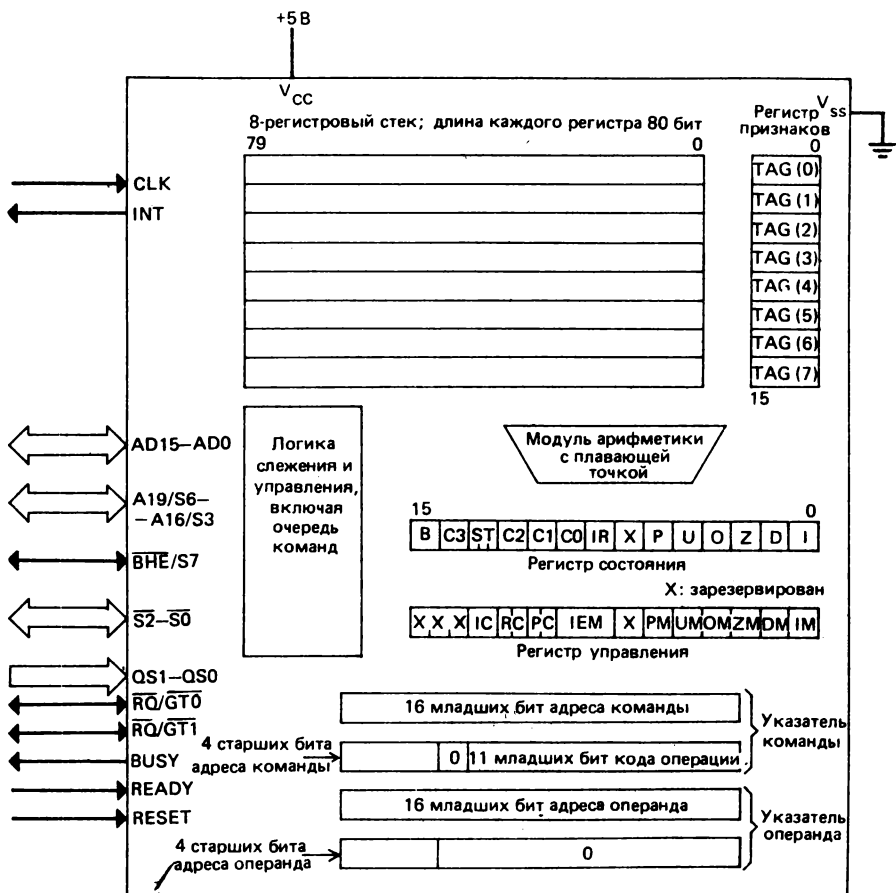 +5В
VCC
VSS
8-регистровый стек; длина каждого регистра 80 бит
79
0
Регистр
признаков
0
TAG (0)
TAG (1)
TAG (2)
TAG (3)
TAG (4)
TAG (5)
TAG (6)
TAG (7)
15
CLK
INT
AD15–AD0
A19/S6–
–A16/S3
BHE/S7
S2–S0
QS1–QS0
RQ/GT0
RQ/GT1
BUSY
READY
RESET
Логика
слежения и
управления,
включая
очередь
команд
Модуль арифметики
с плавающей
точкой
15
0
B C3 ST C2 C1 C0 IR X P U O Z D I
Регистр состояния
X: зарезервирован
X X X IC RC PC IEM X PM UM OM ZM DM IM
Регистр управления
16 младших бит адреса команды
4 старших бита
адреса команды
0 11 младших бит кода операции
Указатель
команды
16 младших бит адреса операнда
4 старших бита
адреса операнда
0
Указатель
операнда